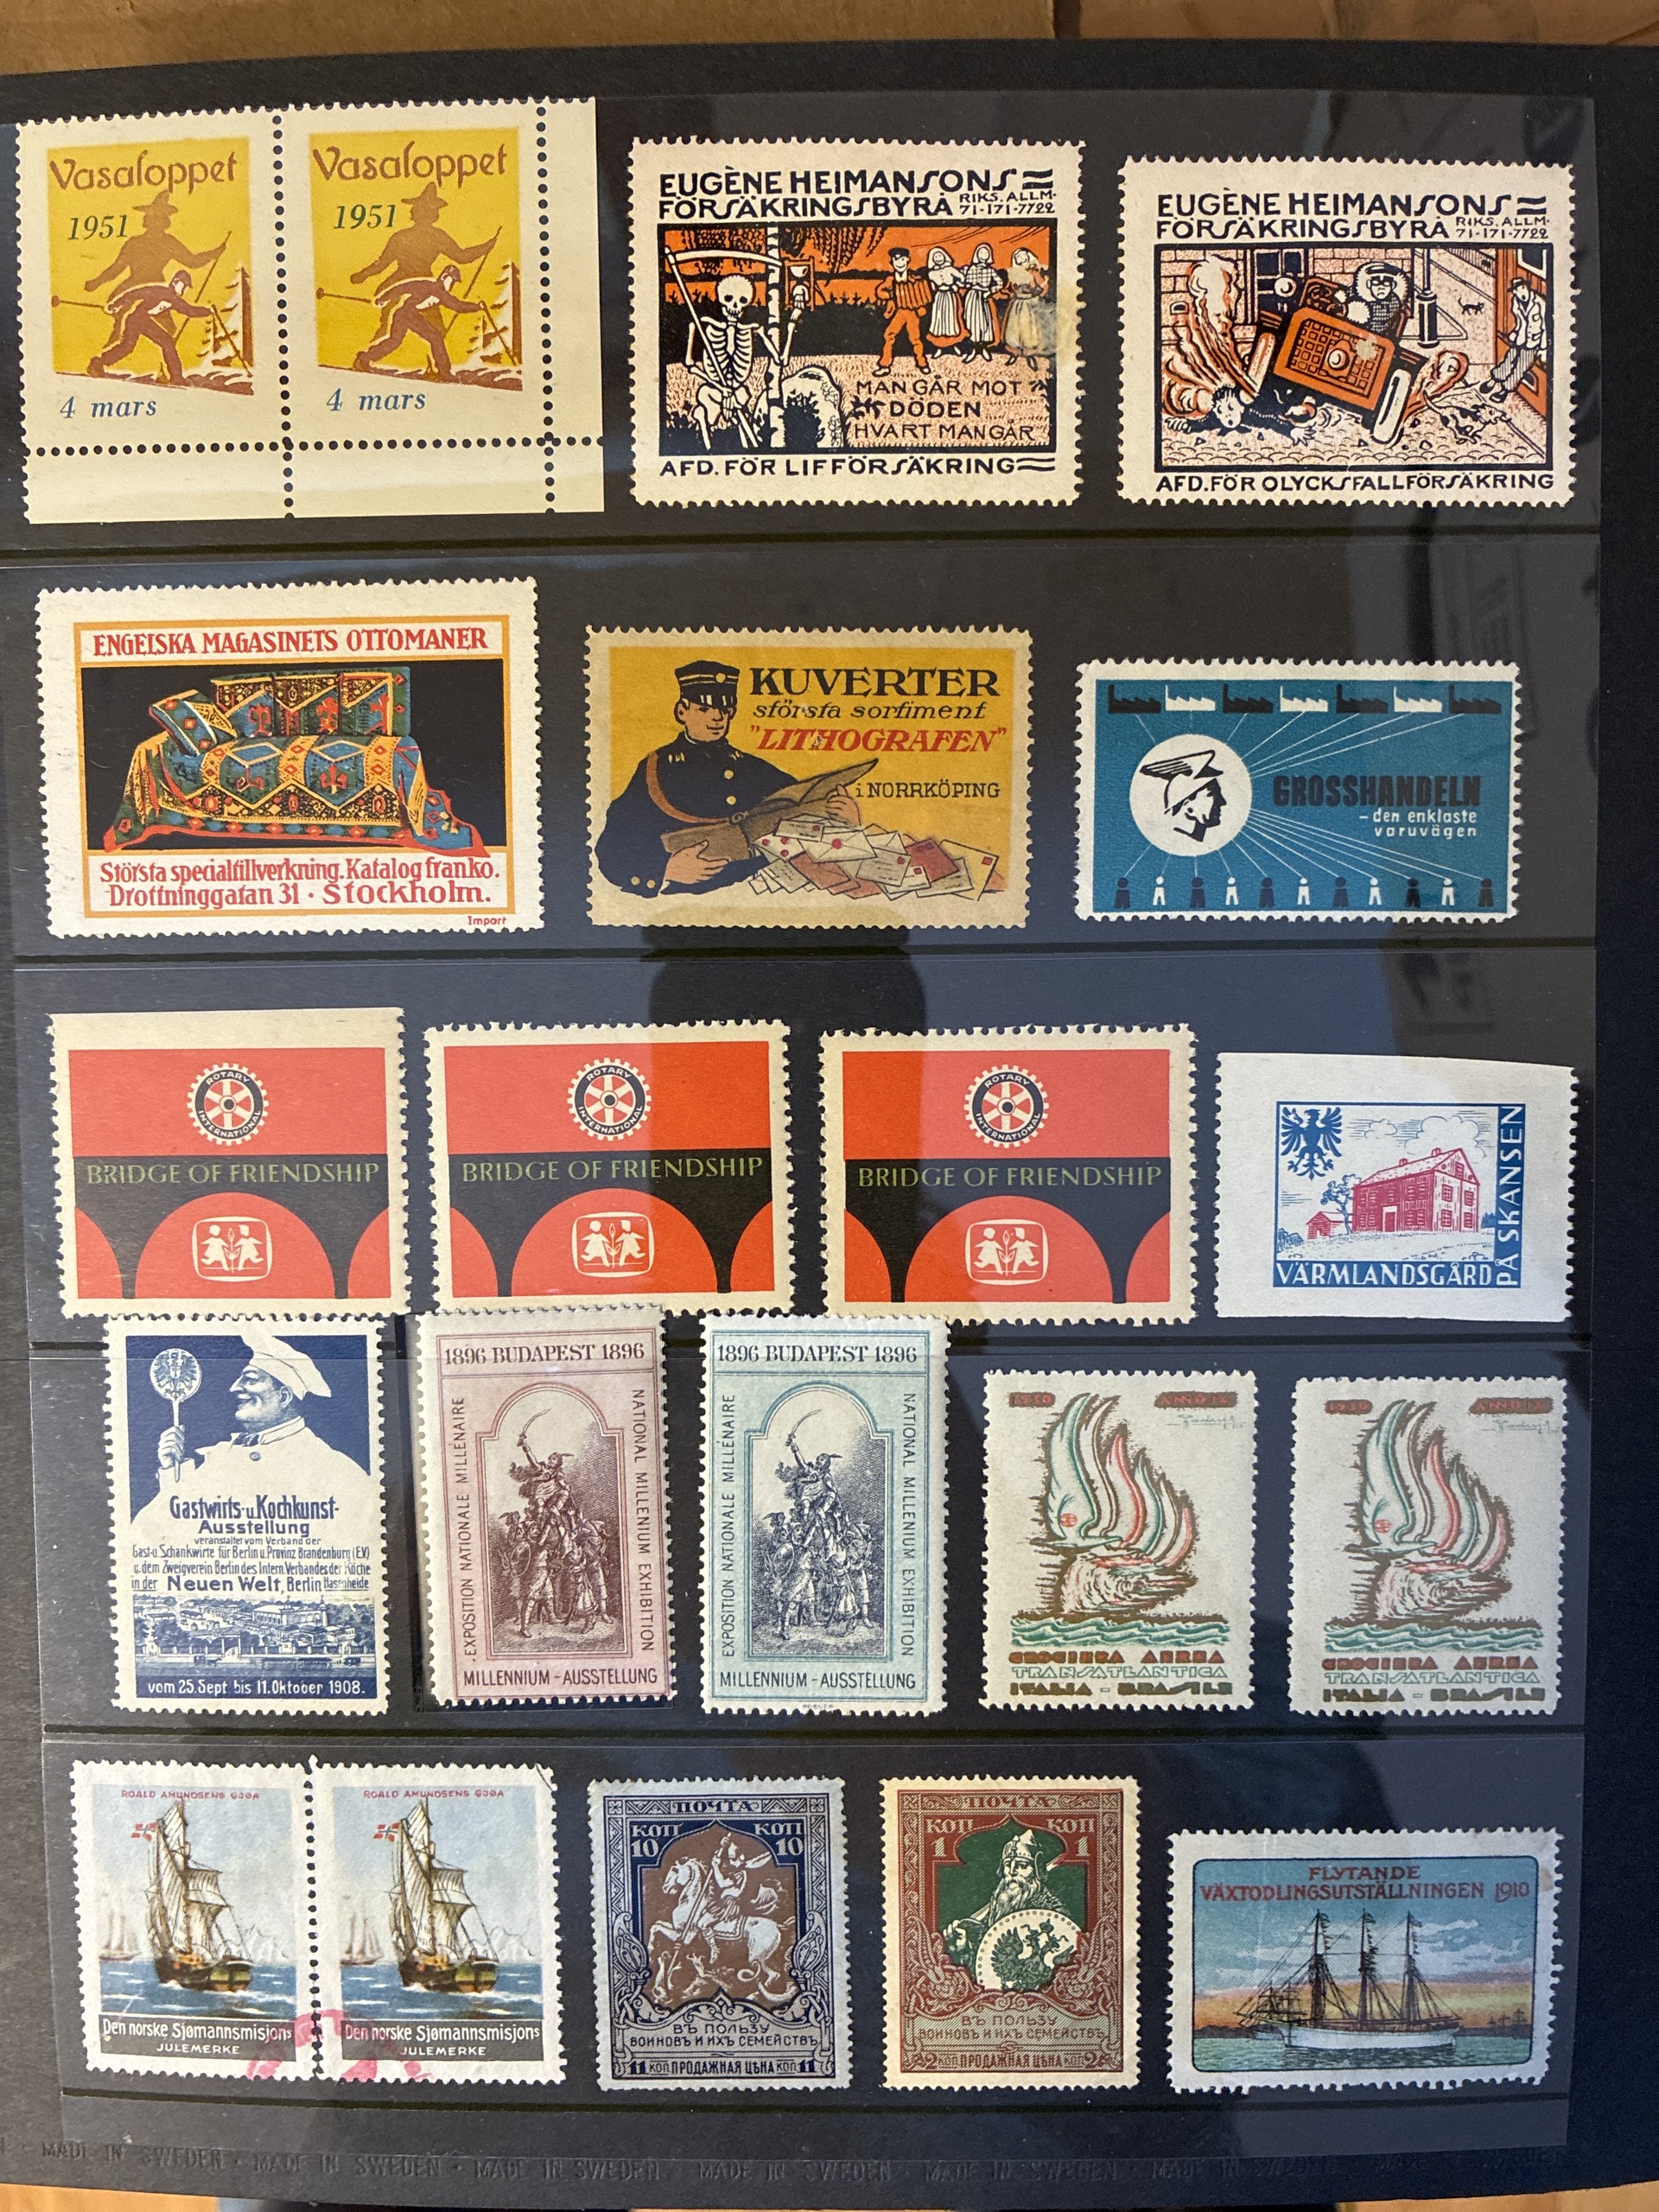 Vasaloppet
1951
4 mars
Vasaloppet
1951
4 mars
EUGÈNE HEIMANSONS
FÖRSÄKRINGSBYRÅ RIKS. ALLM.
71-171-7722
MAN GÅR MOT
DÖDEN
HVART MAN GÅR
AFD. FÖR LIFFÖRSÄKRING
EUGÈNE HEIMANSONS
FÖRSÄKRINGSBYRÅ RIKS. ALLM.
71-171-7722
AFD. FÖR OLYCKSFALLFÖRSÄKRING
ENGELSKA MAGASINETS OTTOMANER
Största specialtillverkning. Katalog franko.
Drottninggatan 31 · Stockholm.
Import
KUVERTER
största sortiment
"LITHOGRAFEN"
i NORRKÖPING
GROSSHANDELN
- den enklaste
varuvägen
ROTARY
INTERNATIONAL
BRIDGE OF FRIENDSHIP
ROTARY
INTERNATIONAL
BRIDGE OF FRIENDSHIP
ROTARY
INTERNATIONAL
BRIDGE OF FRIENDSHIP
VÄRMLANDSGÅRD
PÅ SKANSEN
Gastwirts- u. Kochkunst-
Ausstellung
veranstaltet vom Verband der
Gast- u. Schankwirte für Berlin u. Provinz Brandenburg (E.V.)
u. dem Zweigverein Berlin des Intern. Verbandes der Köche
in der Neuen Welt, Berlin Hasenheide
vom 25. Sept. bis 11. Oktober 1908.
1896 BUDAPEST 1896
EXPOSITION NATIONALE MILLENAIRE
NATIONAL MILLENIUM EXHIBITION
MILLENNIUM - AUSSTELLUNG
1896 BUDAPEST 1896
EXPOSITION NATIONALE MILLENAIRE
NATIONAL MILLENIUM EXHIBITION
MILLENNIUM - AUSSTELLUNG
1930 ANNO IX
CROCIERA AEREA
TRANSATLANTICA
ITALIA - BRASILE
1930 ANNO IX
CROCIERA AEREA
TRANSATLANTICA
ITALIA - BRASILE
ROALD AMUNDSENS GJØA
Den norske Sjømannsmisjons
JULEMERKE
ROALD AMUNDSENS GJØA
Den norske Sjømannsmisjons
JULEMERKE
ПОЧТА
КОП КОП
10 10
ВЪ ПОЛЬЗУ
ВОИНОВЪ И ИХЪ СЕМЕЙСТВЪ
11 КОП ПРОДАЖНАЯ ЦѢНА КОП 11
ПОЧТА
КОП КОП
1 1
ВЪ ПОЛЬЗУ
ВОИНОВЪ И ИХЪ СЕМЕЙСТВЪ
2 КОП ПРОДАЖНАЯ ЦѢНА КОП 2
FLYTANDE
VÄXTODLINGSUTSTÄLLNINGEN 1910
MADE IN SWEDEN · MADE IN SWEDEN · MADE IN SWEDEN · MADE IN SWEDEN · MADE IN SWEDEN · MADE IN SWEDEN